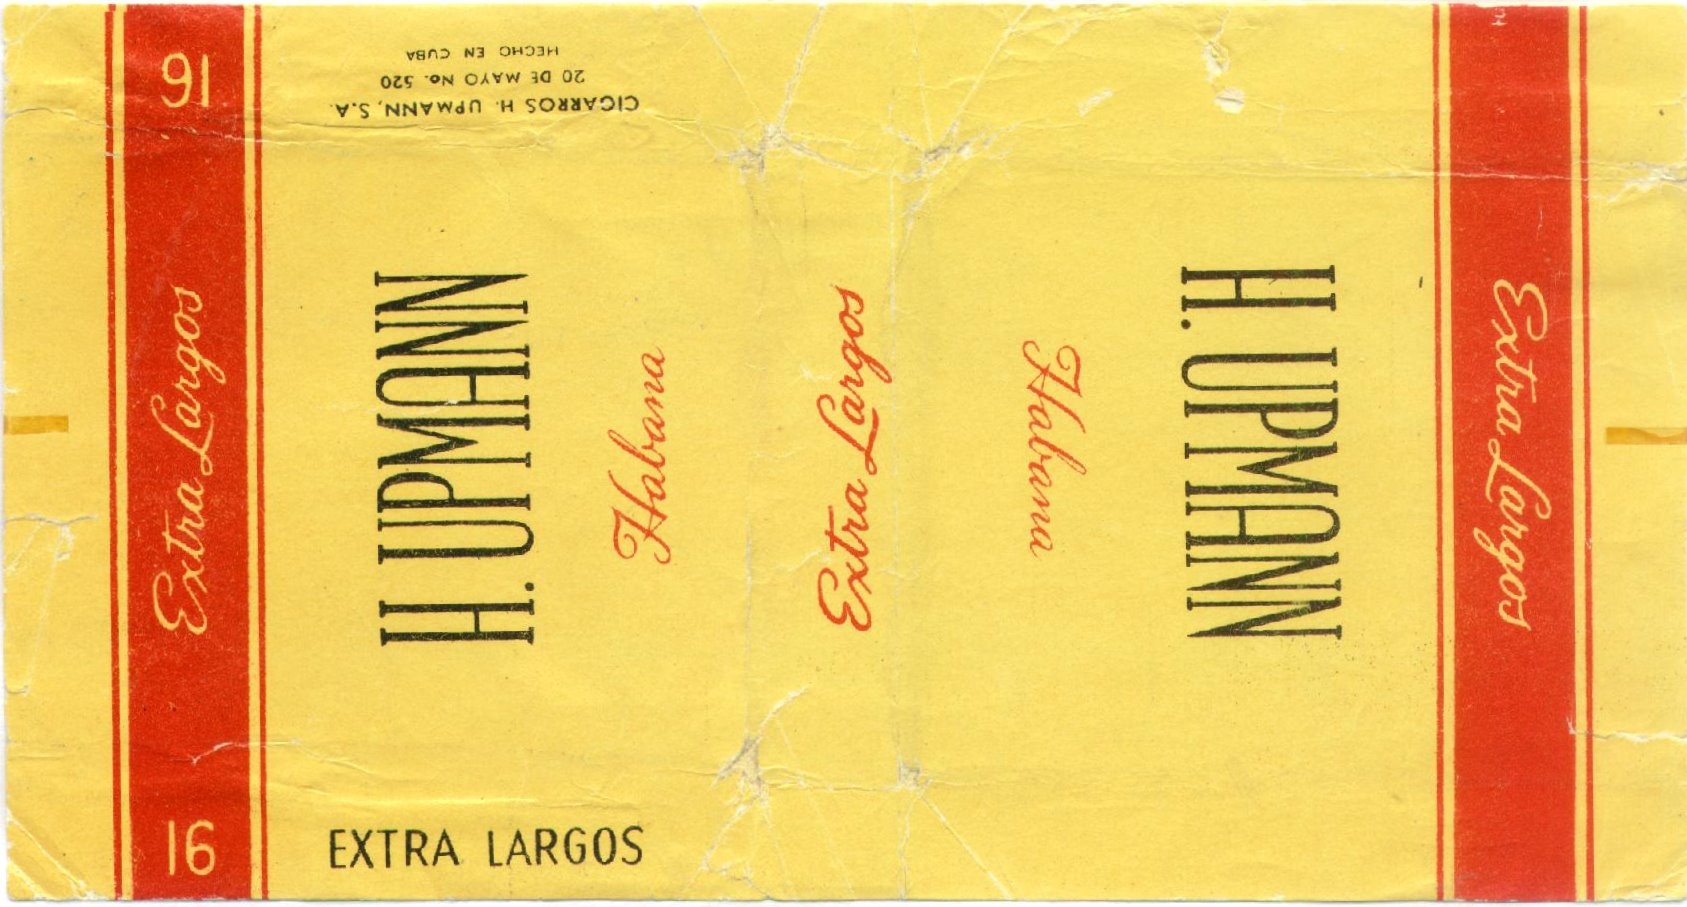 16
CIGARROS H. UPMANN, S.A.
20 DE MAYO No. 520
HECHO EN CUBA
Extra Largos
H. UPMANN
Habana
Extra Largos
Habana
H. UPMANN
Extra Largos
16
EXTRA LARGOS